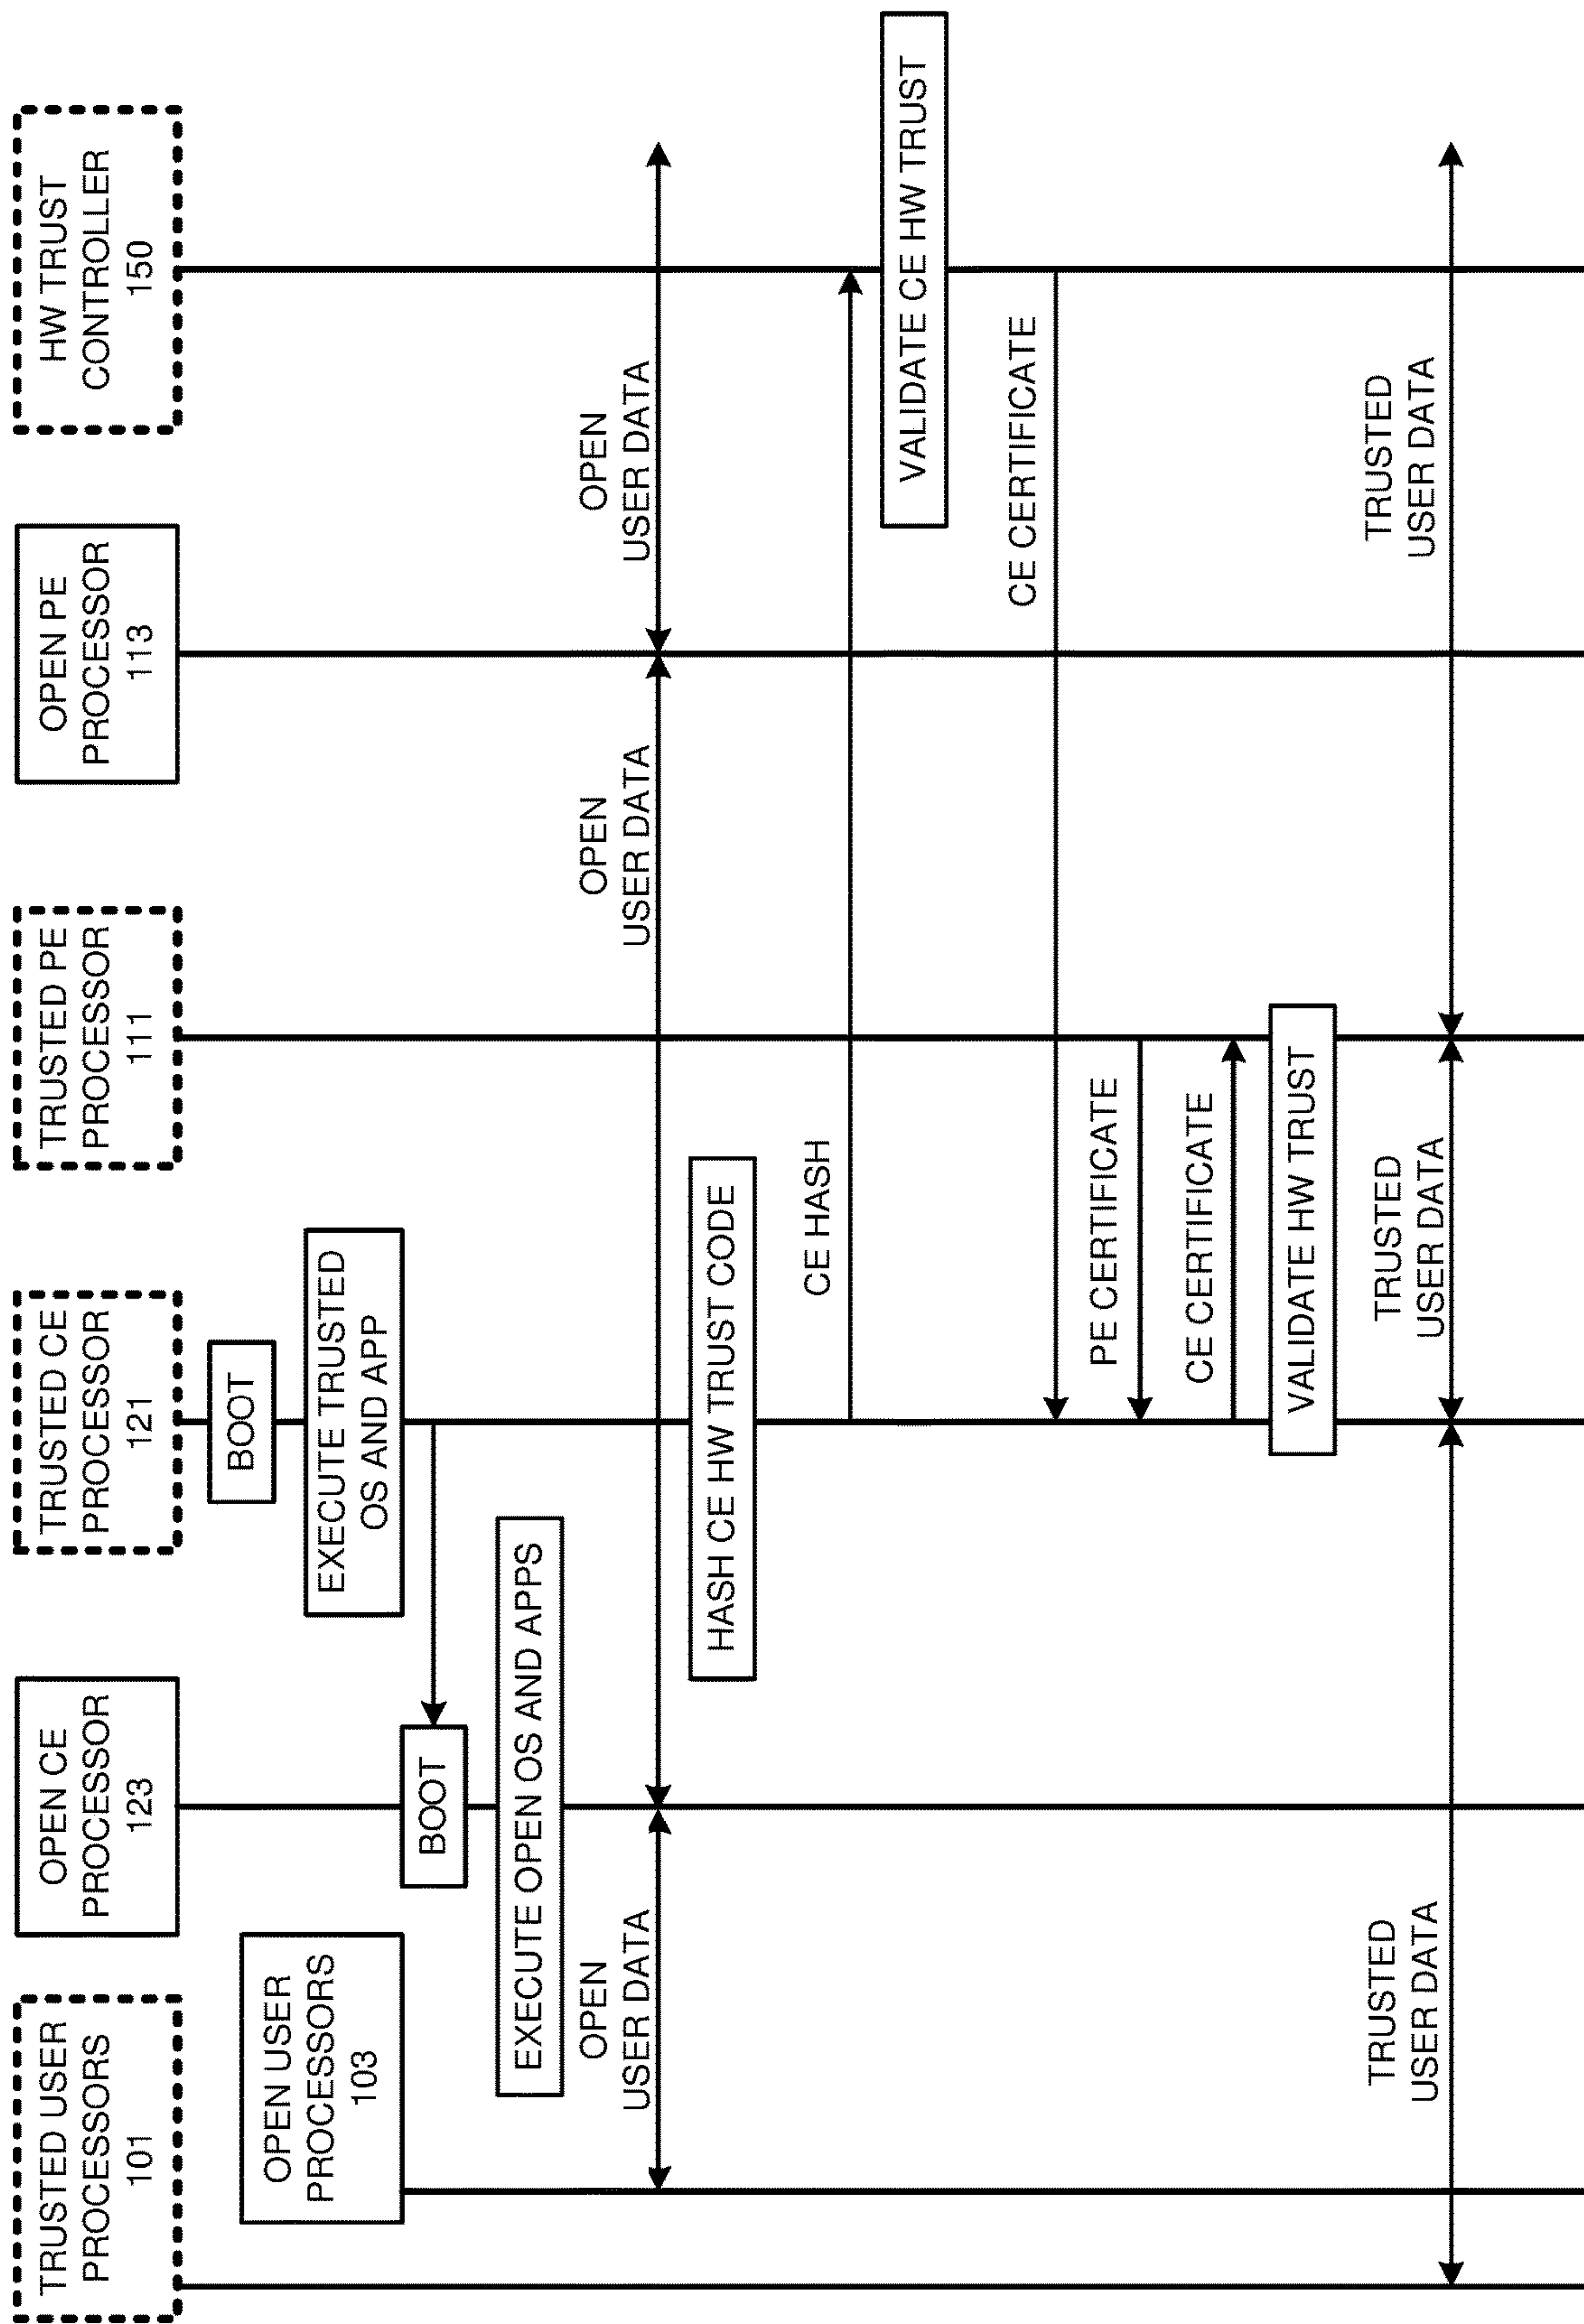 TRUSTED USER
PROCESSORS
101
OPEN CE
PROCESSOR
123
TRUSTED CE
PROCESSOR
121
TRUSTED PE
PROCESSOR
111
OPEN PE
PROCESSOR
113
HW TRUST
CONTROLLER
150
OPEN USER
PROCESSORS
103
BOOT
EXECUTE TRUSTED
OS AND APP
BOOT
EXECUTE OPEN OS AND APPS
OPEN
USER DATA
OPEN
USER DATA
OPEN
USER DATA
HASH CE HW TRUST CODE
CE HASH
VALIDATE CE HW TRUST
CE CERTIFICATE
PE CERTIFICATE
CE CERTIFICATE
VALIDATE HW TRUST
TRUSTED
USER DATA
TRUSTED
USER DATA
TRUSTED
USER DATA